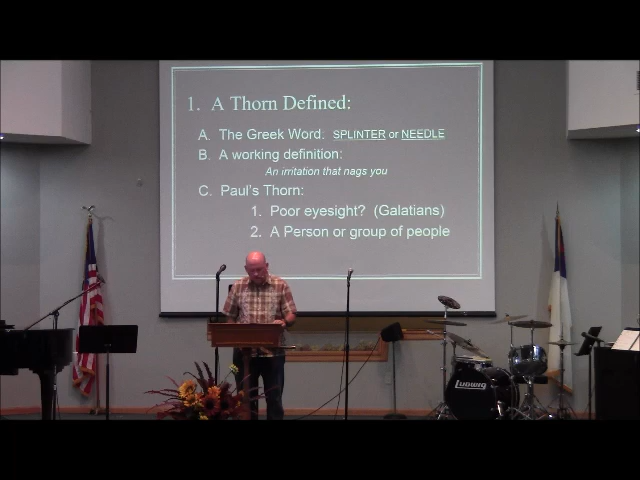 1. A Thorn Defined:
A. The Greek Word: SPLINTER or NEEDLE
B. A working definition:
An irritation that nags you
C. Paul's Thorn:
1. Poor eyesight? (Galatians)
2. A Person or group of people
LUDWIG